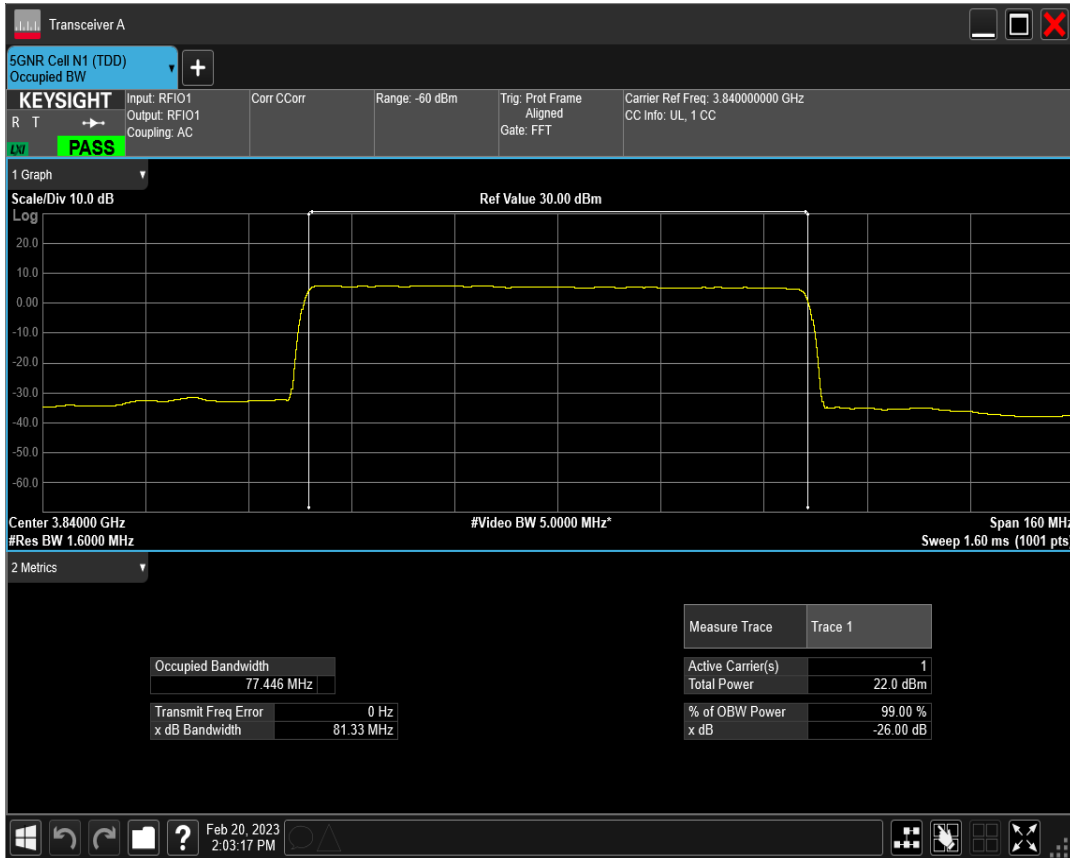 Transceiver A
5GNR Cell N1 (TDD)
Occupied BW
+
KEYSIGHT
R T
LXI
PASS
Input: RFIO1
Output: RFIO1
Coupling: AC
Corr CCorr
Range: -60 dBm
Trig: Prot Frame
Aligned
Gate: FFT
Carrier Ref Freq: 3.840000000 GHz
CC Info: UL, 1 CC
1 Graph
Scale/Div 10.0 dB
Ref Value 30.00 dBm
Log
20.0
10.0
0.00
-10.0
-20.0
-30.0
-40.0
-50.0
-60.0
Center 3.84000 GHz
#Video BW 5.0000 MHz*
Span 160 MHz
#Res BW 1.6000 MHz
Sweep 1.60 ms (1001 pts)
2 Metrics
Measure Trace Trace 1
Occupied Bandwidth
77.446 MHz
Active Carrier(s) 1
Total Power 22.0 dBm
Transmit Freq Error 0 Hz
x dB Bandwidth 81.33 MHz
% of OBW Power 99.00 %
x dB -26.00 dB
?
Feb 20, 2023
2:03:17 PM